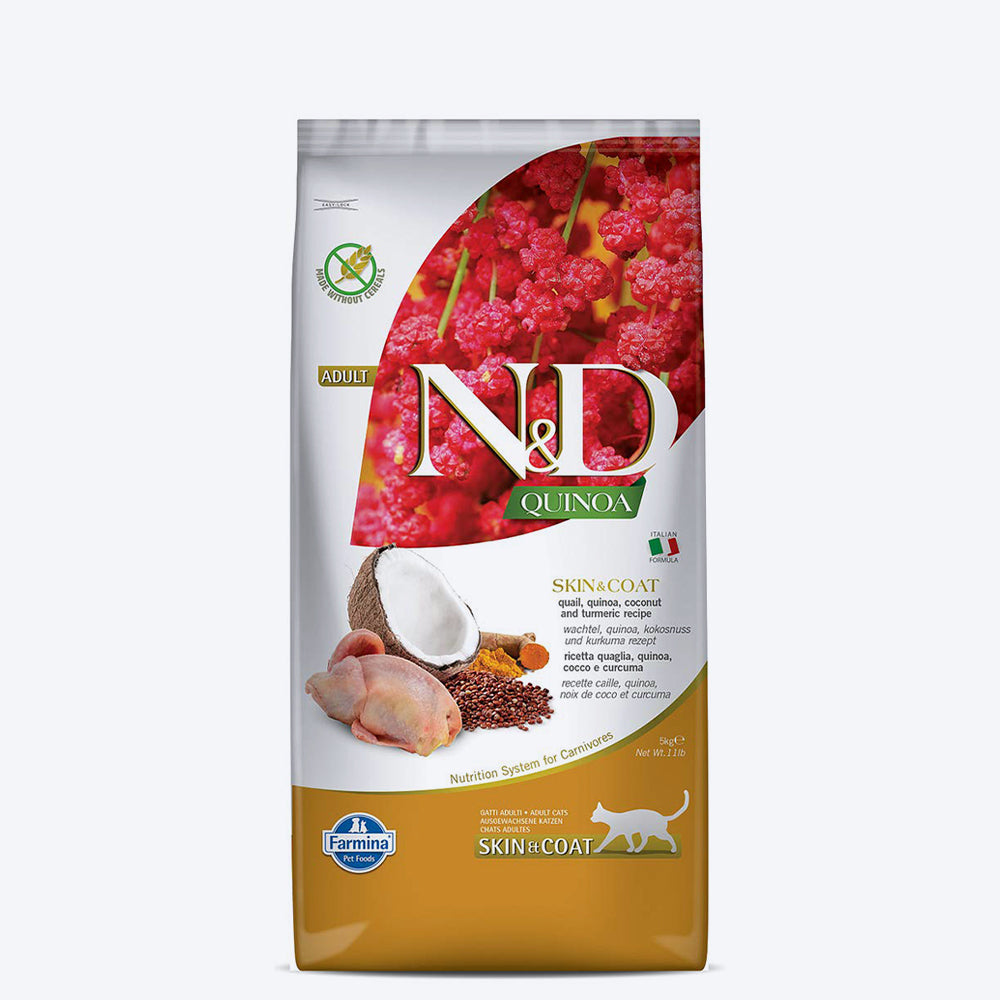 EASY-LOCK
MADE WITHOUT CEREALS
ADULT
N&D
QUINOA
ITALIAN
FORMULA
SKIN&COAT
quail, quinoa, coconut
and turmeric recipe
wachtel, quinoa, kokosnuss
und kurkuma rezept
ricetta quaglia, quinoa,
cocco e curcuma
recette caille, quinoa,
noix de coco et curcuma
5kg℮
Net Wt.11lb
Nutrition System for Carnivores
GATTI ADULTI • ADULT CATS
AUSGEWACHSENE KATZEN
CHATS ADULTES
SKIN&COAT
Farmina
Pet Foods